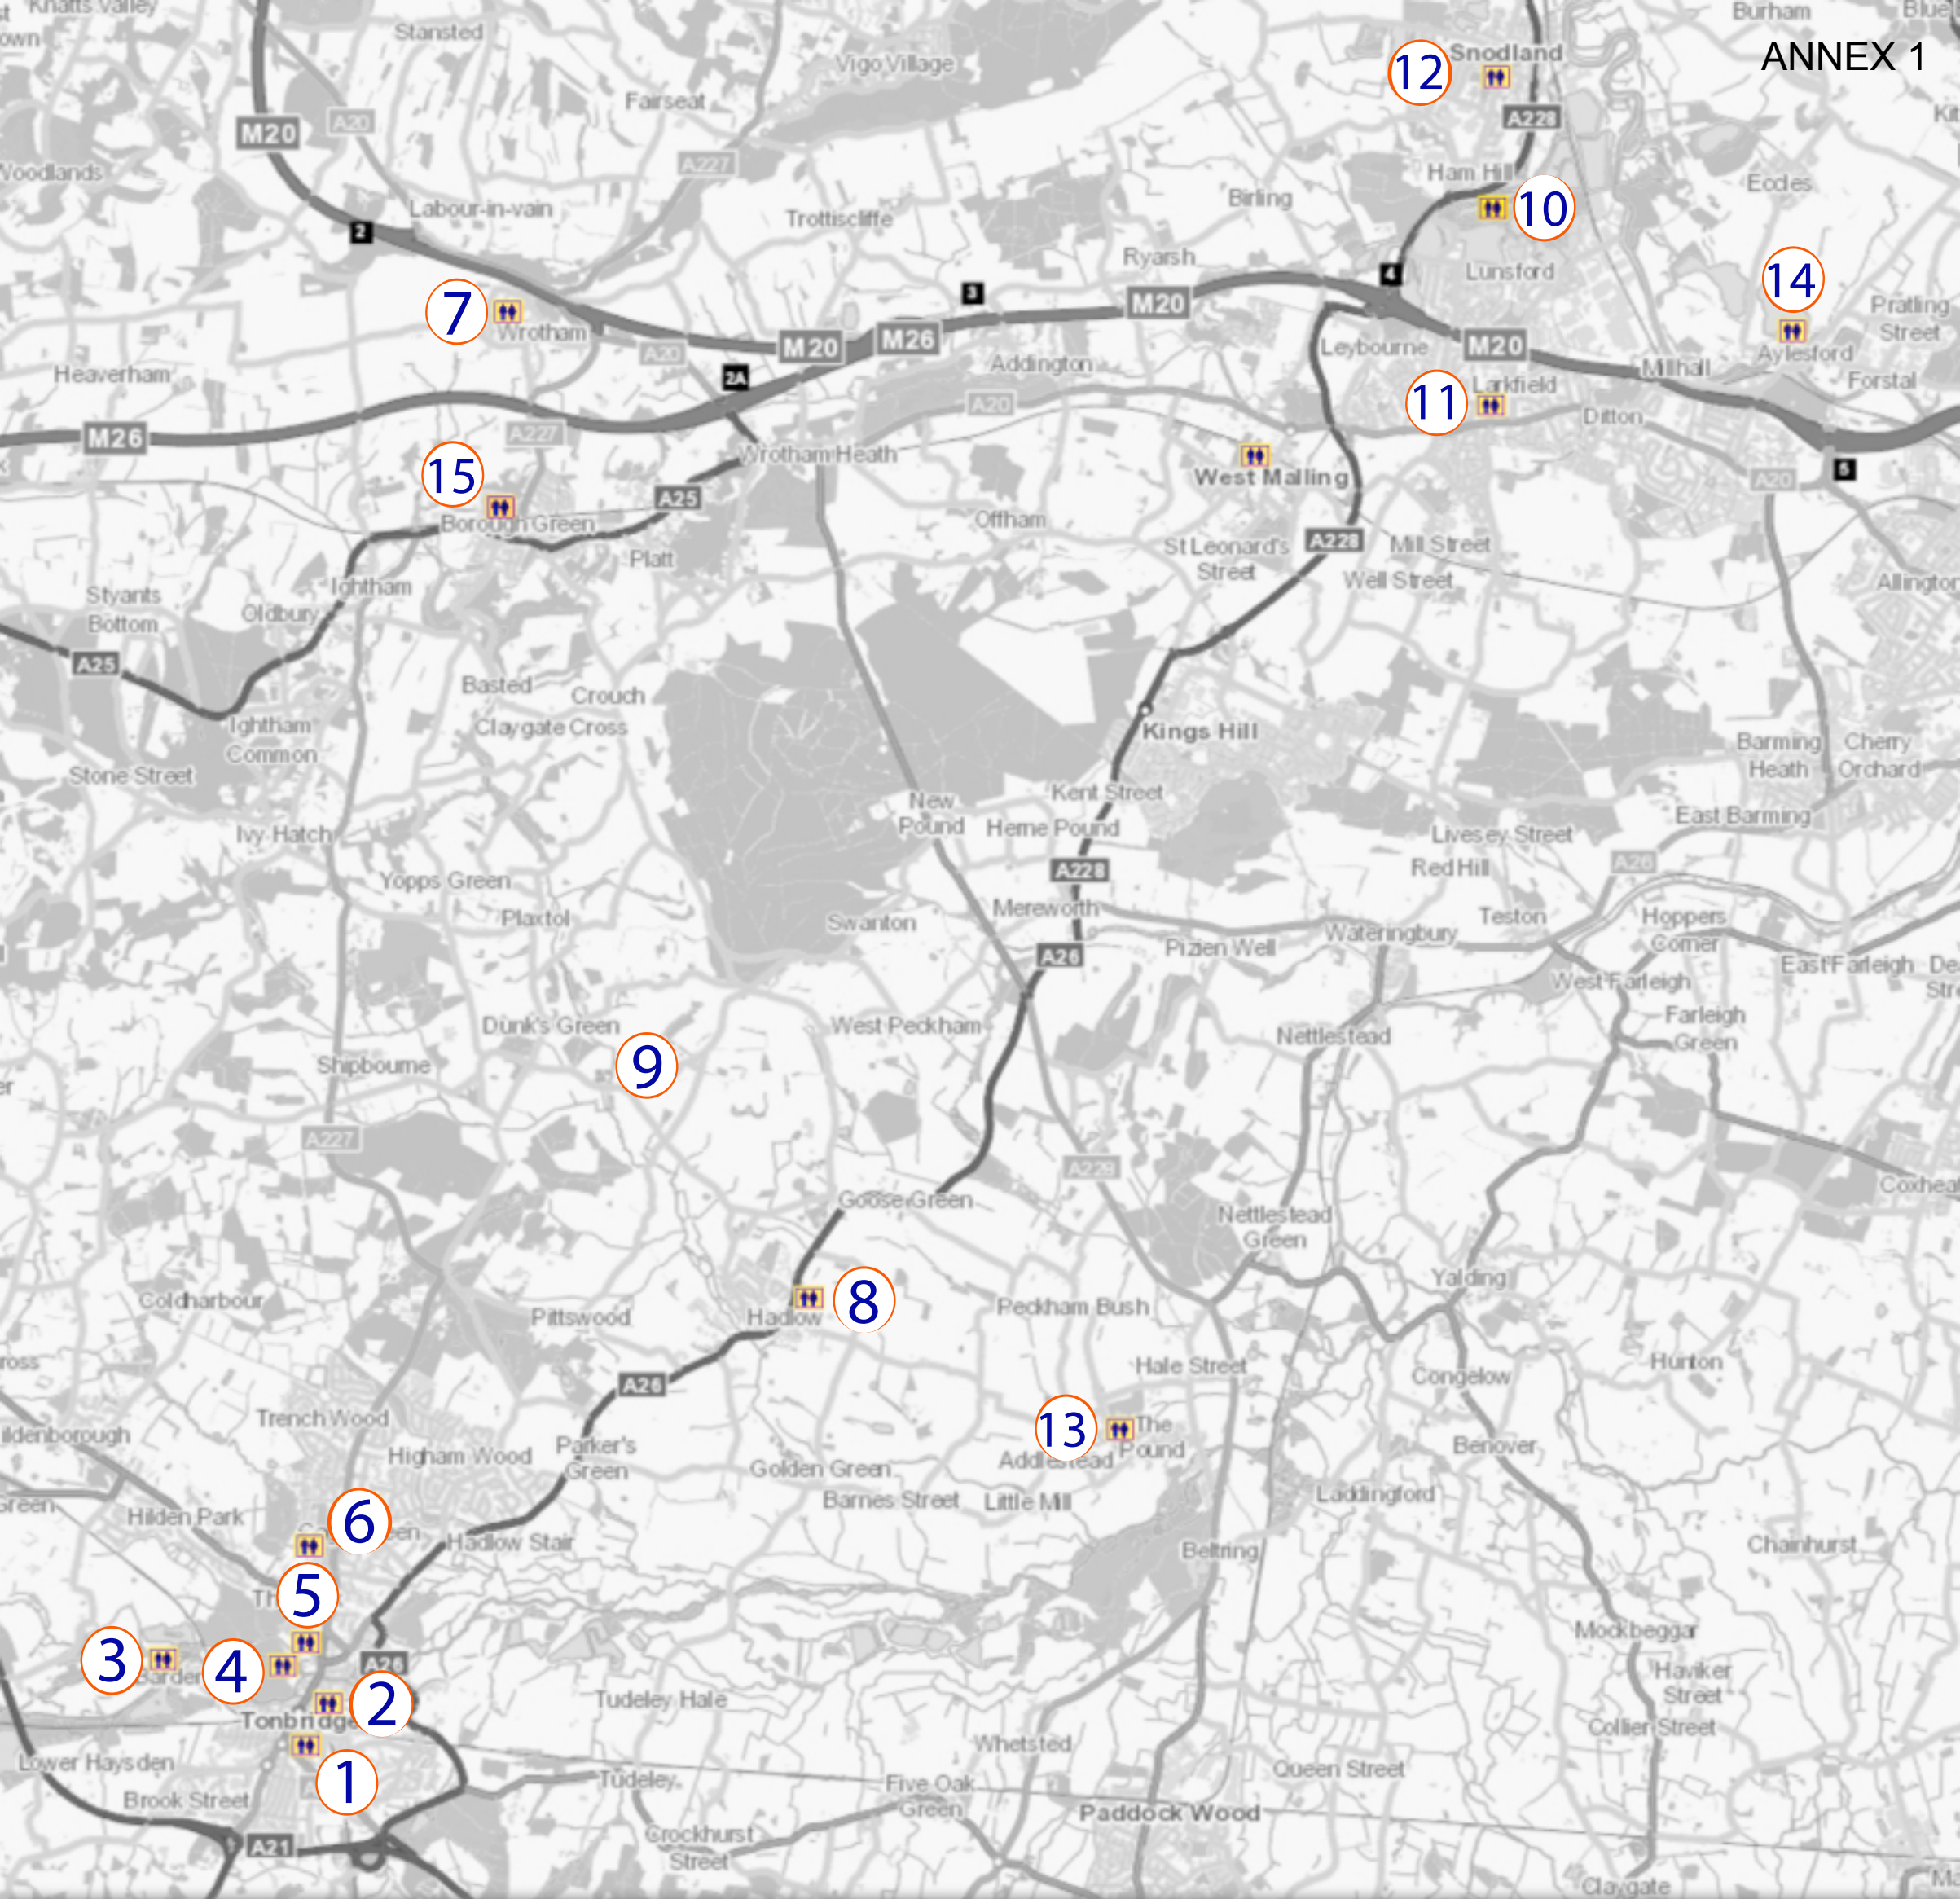 Knatts Valley
Stansted
Burham
Vigo Village
Snodland
ANNEX 1
12
Fairseat
M20
A20
A228
A227
Woodlands
Ham Hill
Eccles
Labour-in-vain
Trottiscliffe
Birling
10
2
Ryarsh
4
Lunsford
14
3
7
M20
Pratling
Street
Wrotham
A20
M20
M26
Leybourne
M20
Aylesford
Heaverham
2A
Addington
Millhall
Forstal
Larkfield
11
A20
Ditton
M26
A227
15
Wrotham Heath
West Malling
5
A20
A25
Borough Green
Offham
A228
Mill Street
St Leonard's
Street
Platt
Well Street
Allington
Ightham
Styants
Bottom
Oldbury
A25
Basted
Crouch
Claygate Cross
Ightham
Common
Kings Hill
Barming
Heath
Cherry
Orchard
Stone Street
Kent Street
New
Pound
Herne Pound
East Barming
Ivy Hatch
Livesey Street
A228
Red Hill
A26
Yopps Green
Plaxtol
Swanton
Mereworth
Teston
Hoppers
Corner
Wateringbury
Pizien Well
A26
East Farleigh
West Farleigh
Dunk's Green
West Peckham
Nettlestead
Farleigh
Green
Shipbourne
9
A227
A228
Coxheat
Goose Green
Nettlestead
Green
Coldharbour
Pittswood
Hadlow
8
Peckham Bush
Yalding
Hale Street
Hunton
A26
Congelow
Trench Wood
ildenborough
13
The
Pound
Higham Wood
Parker's
Green
Addlestead
Benover
Golden Green
Barnes Street
Little Mill
Laddingford
Hilden Park
6
Hadlow Stair
Beltring
Chainhurst
5
3
4
A26
Mockbeggar
2
Tudeley Hale
Haviker
Street
Tonbridge
Collier Street
1
Lower Haysden
Whetsted
Queen Street
Tudeley
Five Oak
Green
Brook Street
Paddock Wood
A21
Crockhurst
Street
Claygate